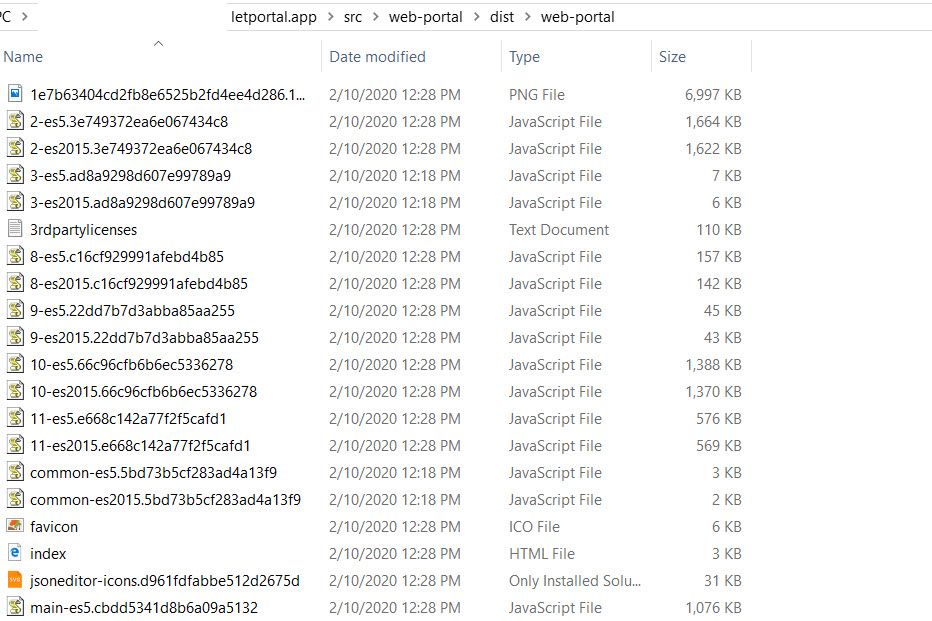 PC > letportal.app > src > web-portal > dist > web-portal
Name Date modified Type Size
1e7b63404cd2fb8e6525b2fd4ee4d286.1... 2/10/2020 12:28 PM PNG File 6,997 KB
2-es5.3e749372ea6e067434c8 2/10/2020 12:28 PM JavaScript File 1,664 KB
2-es2015.3e749372ea6e067434c8 2/10/2020 12:28 PM JavaScript File 1,622 KB
3-es5.ad8a9298d607e99789a9 2/10/2020 12:18 PM JavaScript File 7 KB
3-es2015.ad8a9298d607e99789a9 2/10/2020 12:18 PM JavaScript File 6 KB
3rdpartylicenses 2/10/2020 12:28 PM Text Document 110 KB
8-es5.c16cf929991afebd4b85 2/10/2020 12:28 PM JavaScript File 157 KB
8-es2015.c16cf929991afebd4b85 2/10/2020 12:28 PM JavaScript File 142 KB
9-es5.22dd7b7d3abba85aa255 2/10/2020 12:28 PM JavaScript File 45 KB
9-es2015.22dd7b7d3abba85aa255 2/10/2020 12:28 PM JavaScript File 43 KB
10-es5.66c96cfb6b6ec5336278 2/10/2020 12:28 PM JavaScript File 1,388 KB
10-es2015.66c96cfb6b6ec5336278 2/10/2020 12:28 PM JavaScript File 1,370 KB
11-es5.e668c142a77f2f5cafd1 2/10/2020 12:28 PM JavaScript File 576 KB
11-es2015.e668c142a77f2f5cafd1 2/10/2020 12:28 PM JavaScript File 569 KB
common-es5.5bd73b5cf283ad4a13f9 2/10/2020 12:18 PM JavaScript File 3 KB
common-es2015.5bd73b5cf283ad4a13f9 2/10/2020 12:18 PM JavaScript File 2 KB
favicon 2/10/2020 12:28 PM ICO File 6 KB
index 2/10/2020 12:28 PM HTML File 3 KB
jsoneditor-icons.d961fdfabbe512d2675d 2/10/2020 12:28 PM Only Installed Solu... 31 KB
main-es5.cbdd5341d8b6a09a5132 2/10/2020 12:28 PM JavaScript File 1,076 KB